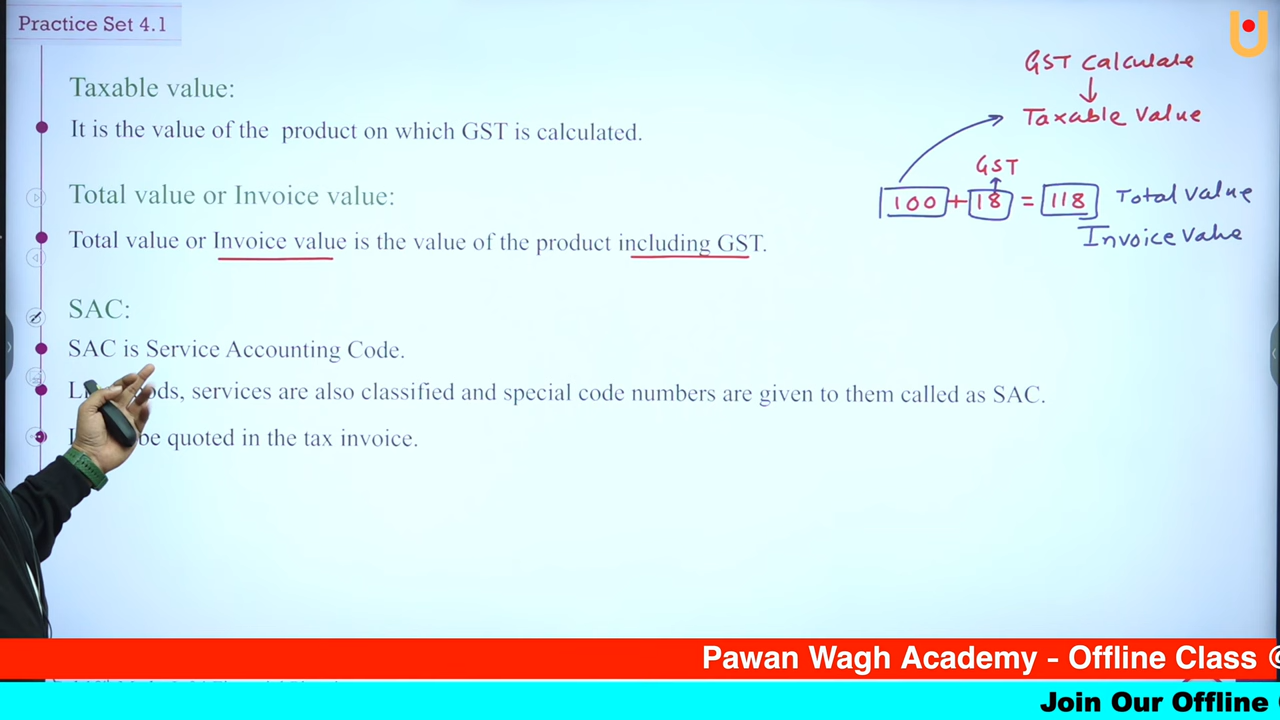 Practice Set 4.1
GST Calculate
Taxable value:
Taxable Value
It is the value of the product on which GST is calculated.
GST
Total value or Invoice value:
100 + 18 = 118 Total Value
Invoice Value
Total value or Invoice value is the value of the product including GST.
SAC:
SAC is Service Accounting Code.
services are also classified and special code numbers are given to them called as SAC.
be quoted in the tax invoice.
Pawan Wagh Academy - Offline Class
Join Our Offline